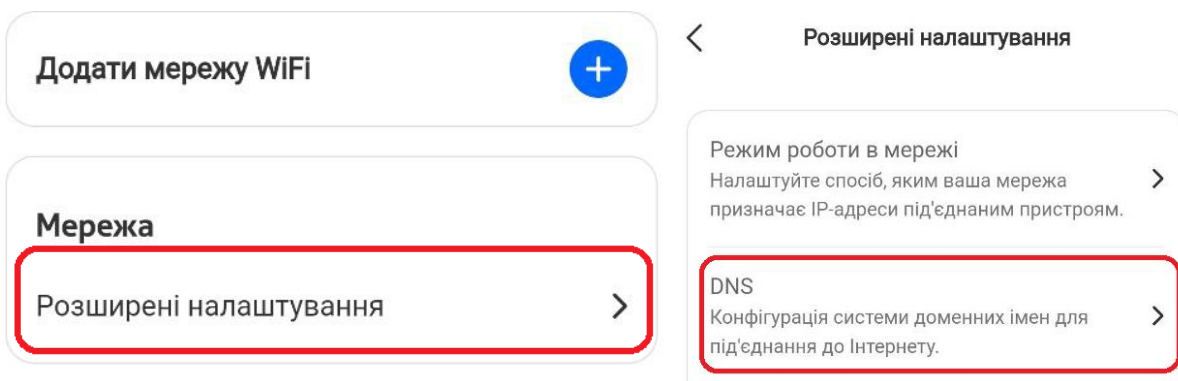 Додати мережу WiFi
Мережа
Розширені налаштування
Розширені налаштування
Режим роботи в мережі
Налаштуйте спосіб, яким ваша мережа
призначає IP-адреси під'єднаним пристроям.
DNS
Конфігурація системи доменних імен для
під'єднання до Інтернету.